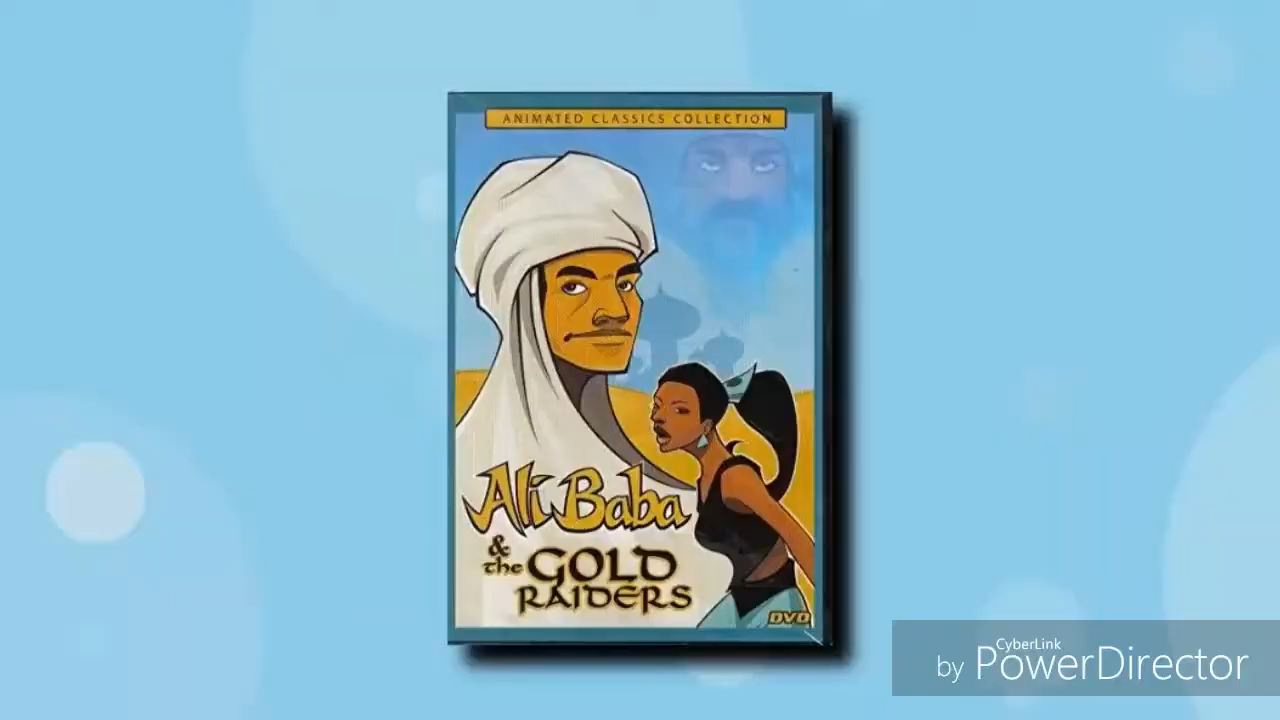 ANIMATED CLASSICS COLLECTION
Ali Baba
& the GOLD
RAIDERS
DVD
CyberLink
by PowerDirector